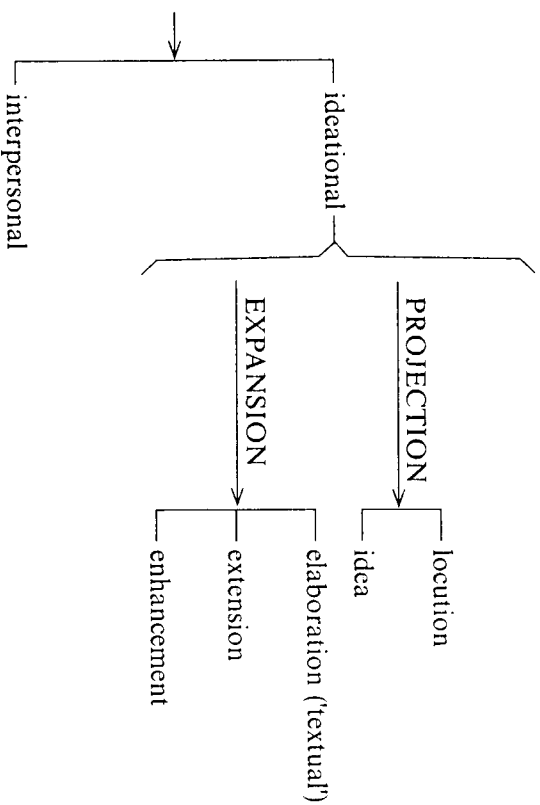 ideational
PROJECTION
locution
idea
EXPANSION
elaboration ('textual')
extension
enhancement
interpersonal